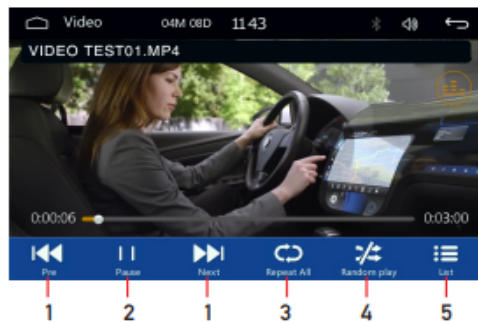 Video 04M 08D 11:43
VIDEO TEST01.MP4
0:00:06 0:03:00
Pre Pause Next Repeat All Random play List
1 2 1 3 4 5